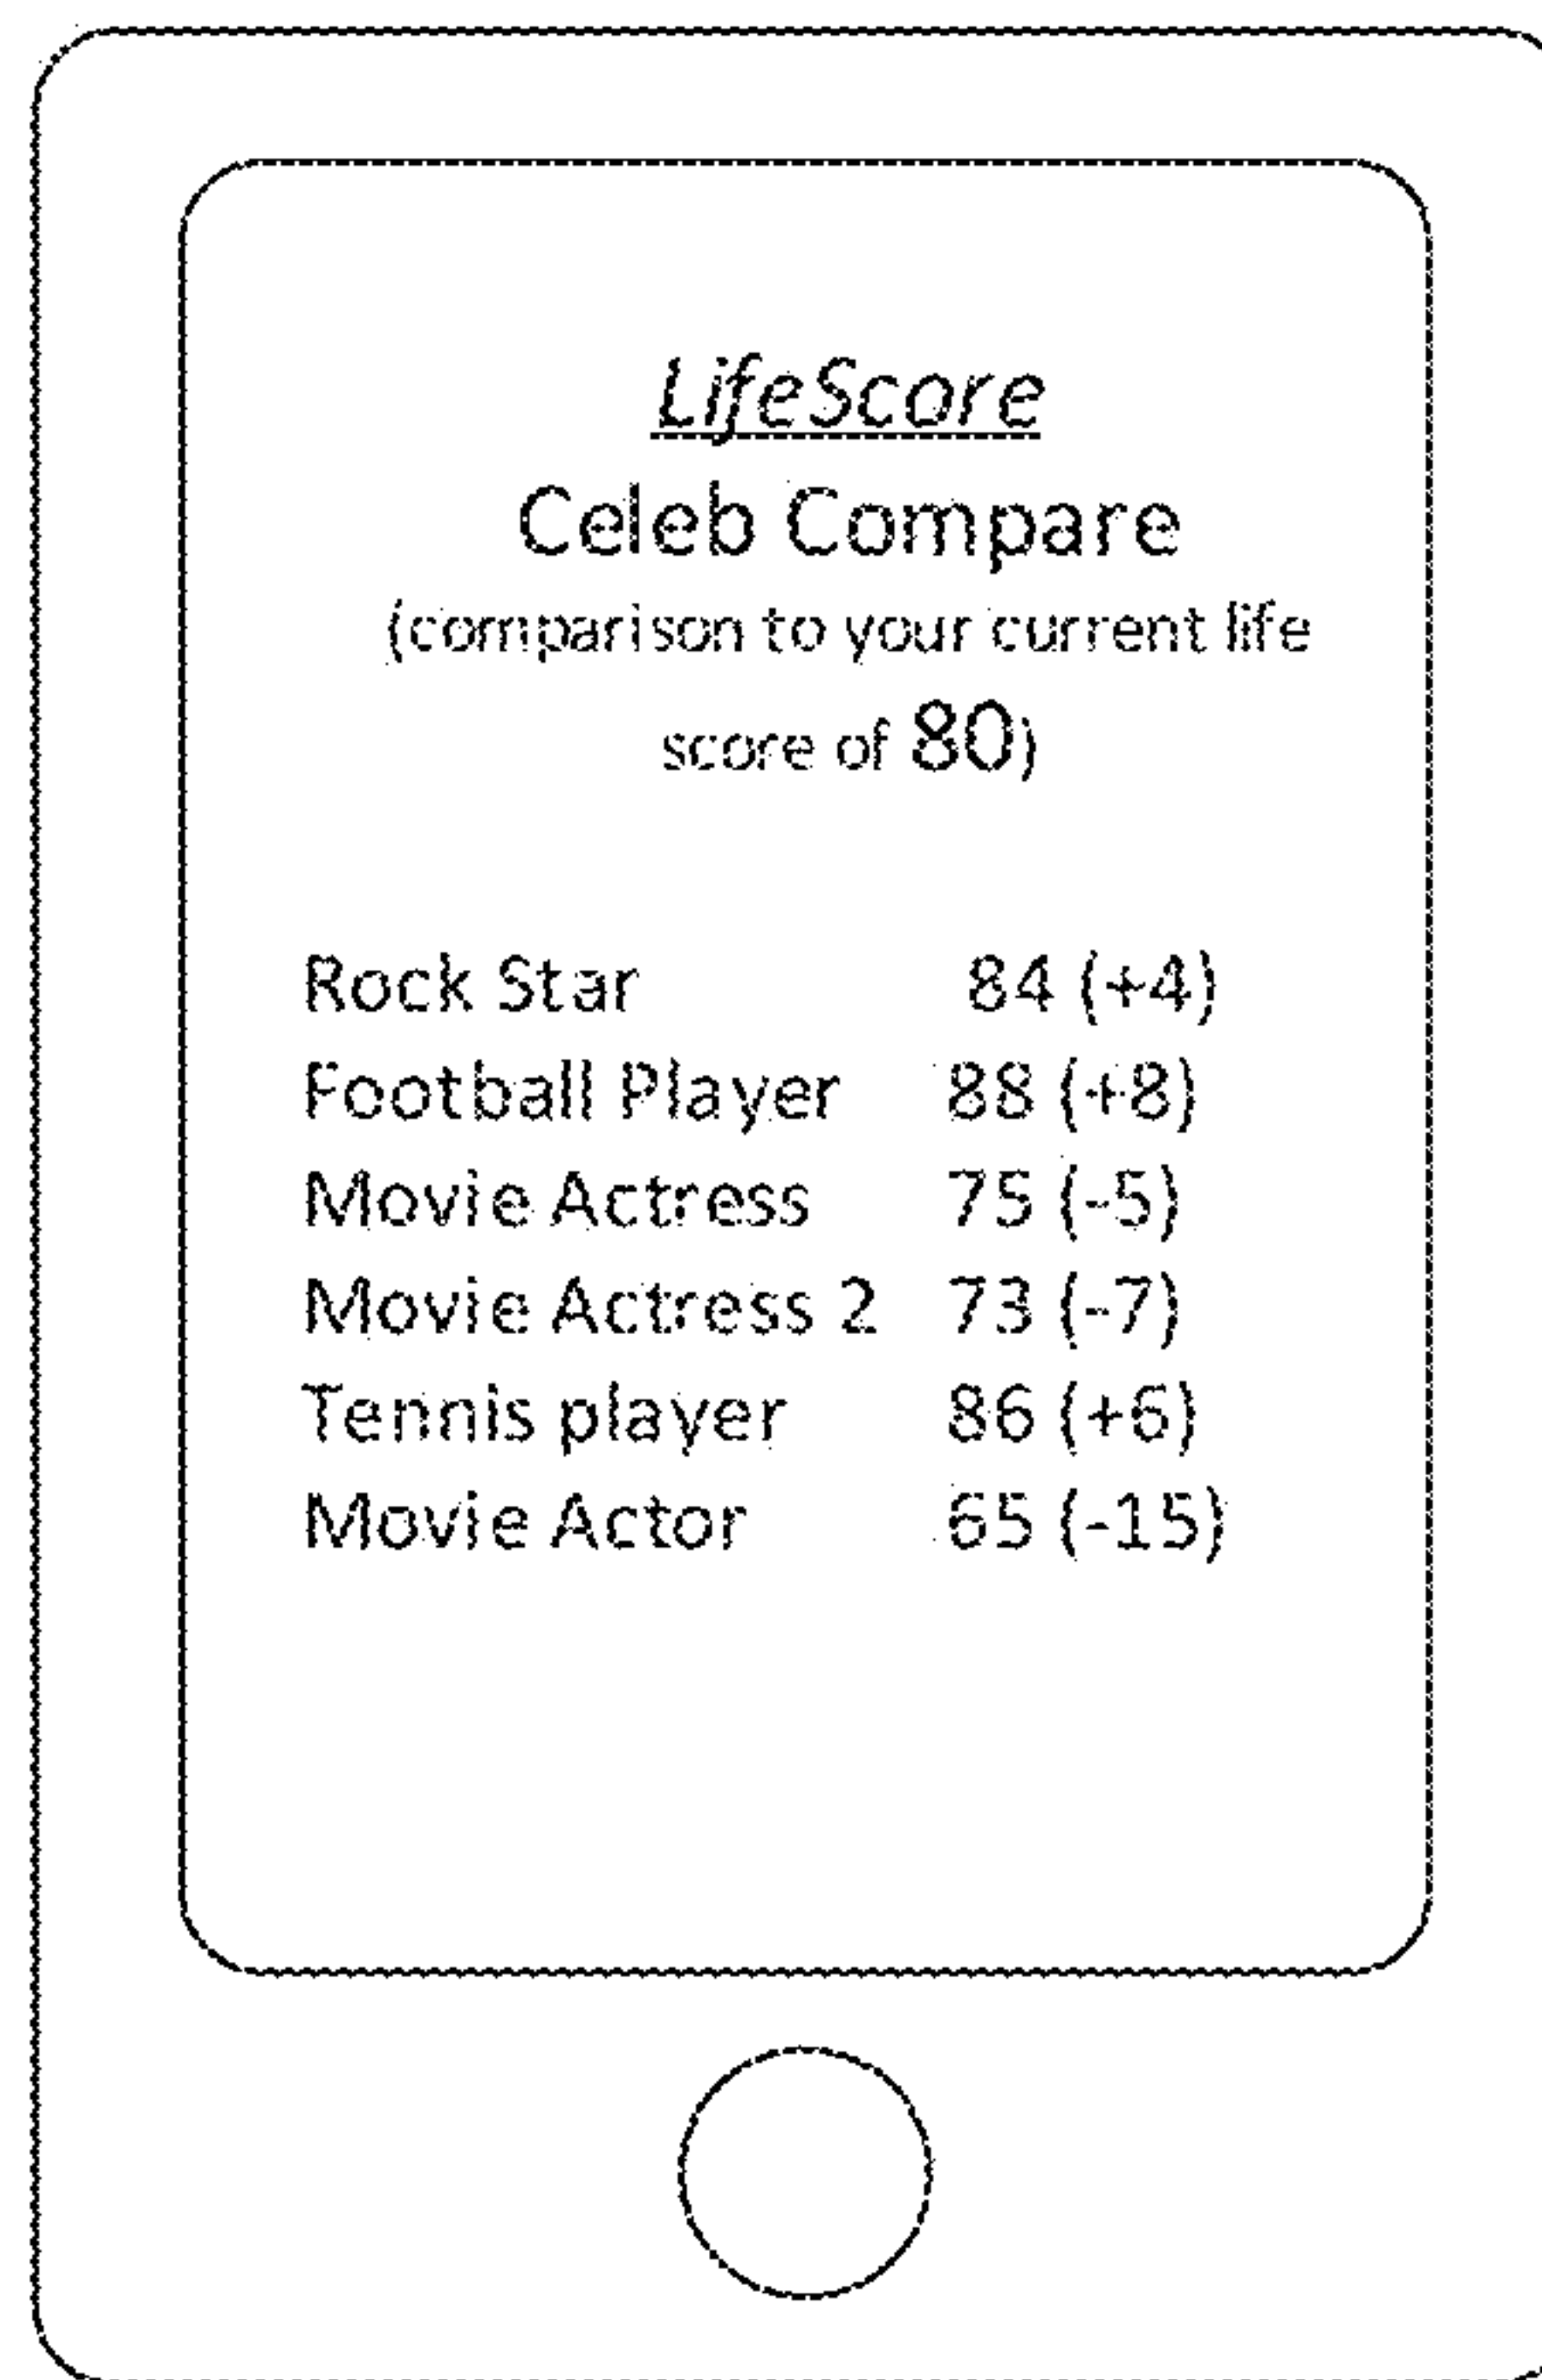 LifeScore
Celeb Compare
(comparison to your current life
score of 80)
Rock Star 84 (+4)
Football Player 88 (+8)
Movie Actress 75 (-5)
Movie Actress 2 73 (-7)
Tennis player 86 (+6)
Movie Actor 65 (-15)